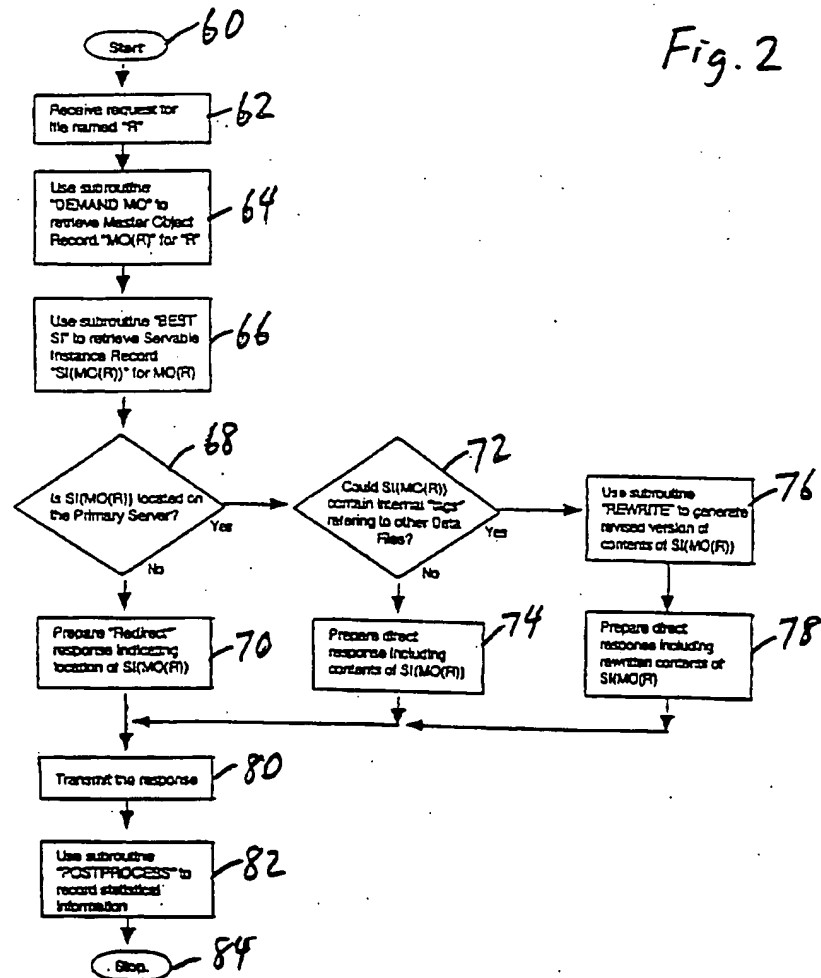 Fig. 2
Start
60
Receive request for
file named "R"
62
Use subroutine
"DEMAND MO" to
retrieve Master Object
Record "MO(R)" for "R"
64
Use subroutine "BEST
SI" to retrieve Servable
Instance Record
"SI(MO(R))" for MO(R)
66
Is SI(MO(R)) located on
the Primary Server?
68
Yes
No
Could SI(MO(R))
contain internal "tags"
refering to other Data
Files?
72
Yes
No
Use subroutine
"REWRITE" to generate
revised version of
contents of SI(MO(R))
76
Prepare "Redirect"
response indicating
location of SI(MO(R))
70
Prepare direct
response including
contents of SI(MO(R))
74
Prepare direct
response including
rewritten contents of
SI(MO(R)
78
Transmit the response
80
Use subroutine
"POSTPROCESS" to
record statistical
information
82
Stop.
84